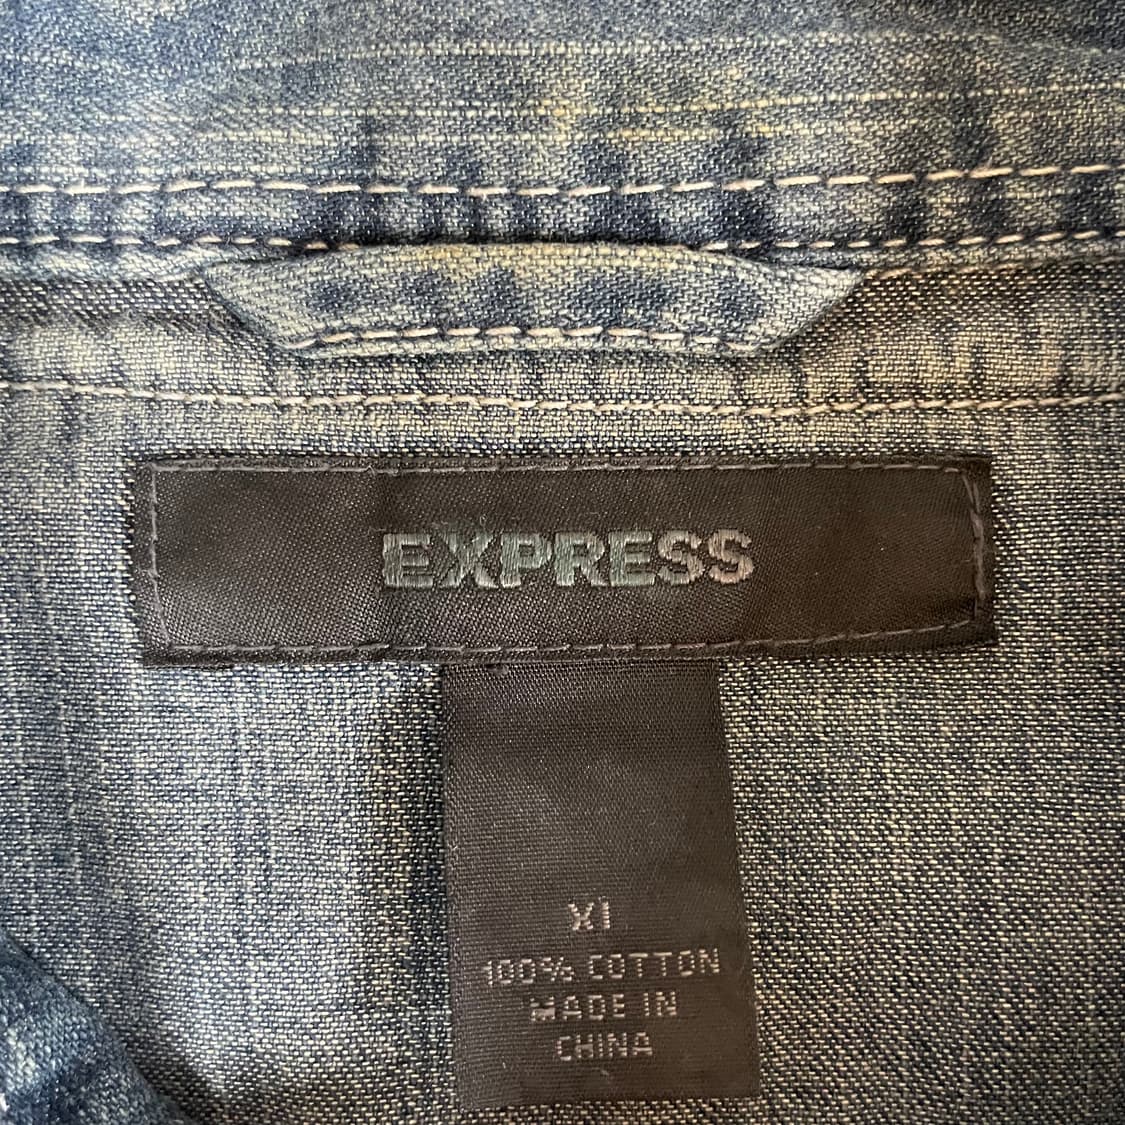 EXPRESS
XL
100% COTTON
MADE IN
CHINA